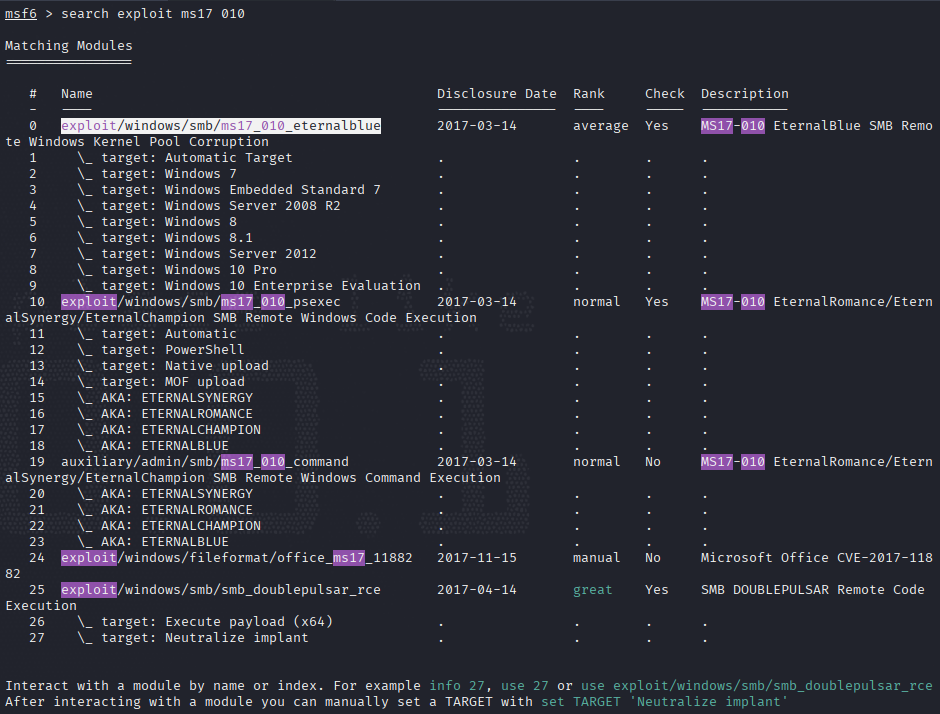 msf6 > search exploit ms17 010
Matching Modules
================
# Name Disclosure Date Rank Check Description
- ---- --------------- ---- ----- -----------
0 exploit/windows/smb/ms17_010_eternalblue 2017-03-14 average Yes MS17-010 EternalBlue SMB Remo
te Windows Kernel Pool Corruption
1 \_ target: Automatic Target . . . .
2 \_ target: Windows 7 . . . .
3 \_ target: Windows Embedded Standard 7 . . . .
4 \_ target: Windows Server 2008 R2 . . . .
5 \_ target: Windows 8 . . . .
6 \_ target: Windows 8.1 . . . .
7 \_ target: Windows Server 2012 . . . .
8 \_ target: Windows 10 Pro . . . .
9 \_ target: Windows 10 Enterprise Evaluation . . . .
10 exploit/windows/smb/ms17_010_psexec 2017-03-14 normal Yes MS17-010 EternalRomance/Etern
alSynergy/EternalChampion SMB Remote Windows Code Execution
11 \_ target: Automatic . . . .
12 \_ target: PowerShell . . . .
13 \_ target: Native upload . . . .
14 \_ target: MOF upload . . . .
15 \_ AKA: ETERNALSYNERGY . . . .
16 \_ AKA: ETERNALROMANCE . . . .
17 \_ AKA: ETERNALCHAMPION . . . .
18 \_ AKA: ETERNALBLUE . . . .
19 auxiliary/admin/smb/ms17_010_command 2017-03-14 normal No MS17-010 EternalRomance/Etern
alSynergy/EternalChampion SMB Remote Windows Command Execution
20 \_ AKA: ETERNALSYNERGY . . . .
21 \_ AKA: ETERNALROMANCE . . . .
22 \_ AKA: ETERNALCHAMPION . . . .
23 \_ AKA: ETERNALBLUE . . . .
24 exploit/windows/fileformat/office_ms17_11882 2017-11-15 manual No Microsoft Office CVE-2017-118
82
25 exploit/windows/smb/smb_doublepulsar_rce 2017-04-14 great Yes SMB DOUBLEPULSAR Remote Code
Execution
26 \_ target: Execute payload (x64) . . . .
27 \_ target: Neutralize implant . . . .
Interact with a module by name or index. For example info 27, use 27 or use exploit/windows/smb/smb_doublepulsar_rce
After interacting with a module you can manually set a TARGET with set TARGET 'Neutralize implant'